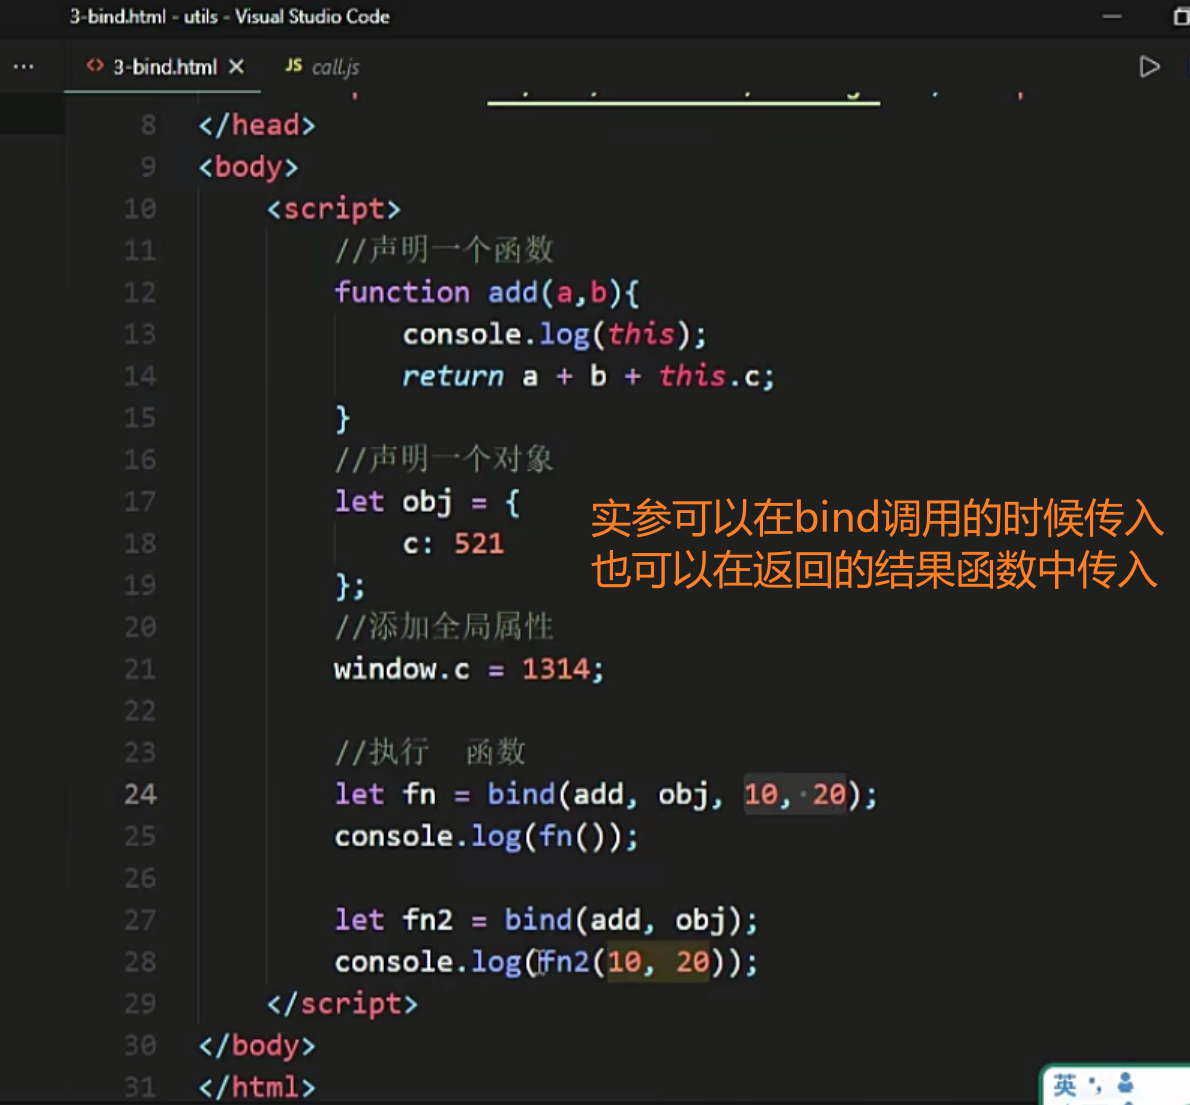 3-bind.html - utils - Visual Studio Code
··· <> 3-bind.html × JS call.js
8 </head>
9 <body>
10 <script>
11 //声明一个函数
12 function add(a,b){
13 console.log(this);
14 return a + b + this.c;
15 }
16 //声明一个对象
17 let obj = {
18 c: 521
19 };
实参可以在bind调用的时候传入
也可以在返回的结果函数中传入
20 //添加全局属性
21 window.c = 1314;
22
23 //执行 函数
24 let fn = bind(add, obj, 10, 20);
25 console.log(fn());
26
27 let fn2 = bind(add, obj);
28 console.log(fn2(10, 20));
29 </script>
30 </body>
31 </html>
英